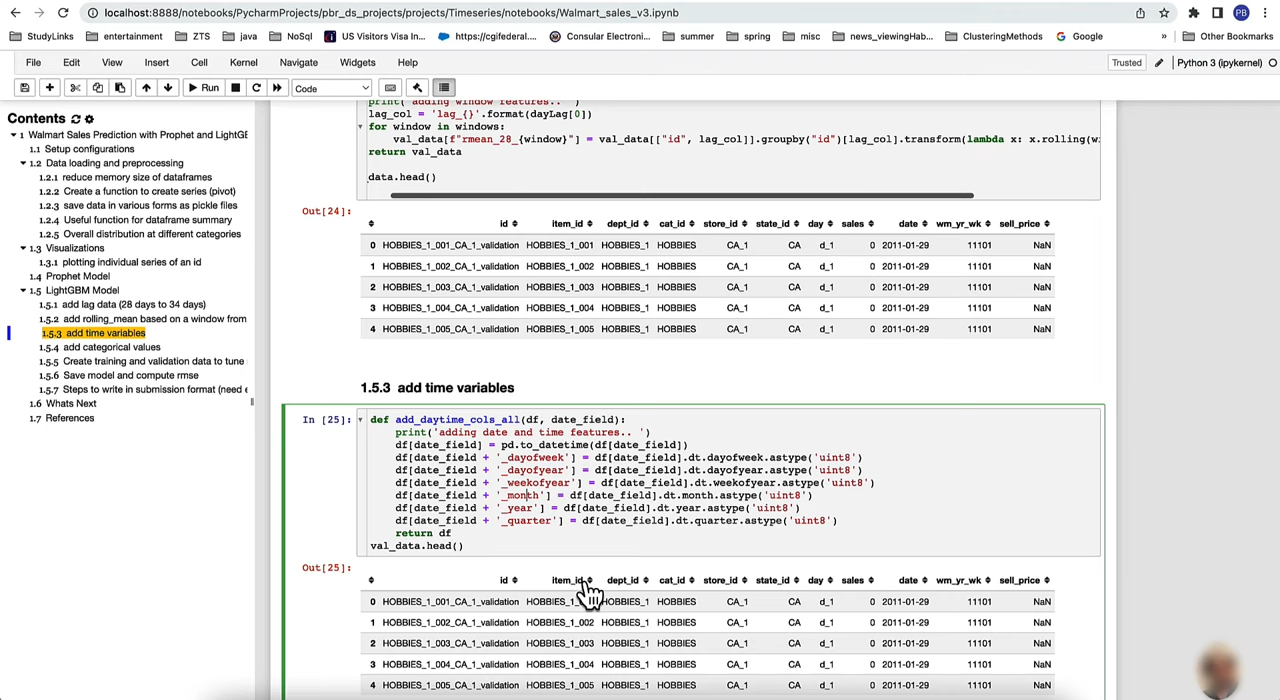 localhost:8888/notebooks/PycharmProjects/pbr_ds_projects/projects/Timeseries/notebooks/Walmart_sales_v3.ipynb
PB
StudyLinks entertainment ZTS java NoSql US Visitors Visa In... https://cgifederal.... Consular Electroni... summer spring misc news_viewingHab... ClusteringMethods Google » Other Bookmarks
File Edit View Insert Cell Kernel Navigate Widgets Help Trusted Python 3 (ipykernel)
Run Code
Contents
1 Walmart Sales Prediction with Prophet and LightGB
1.1 Setup configurations
1.2 Data loading and preprocessing
1.2.1 reduce memory size of dataframes
1.2.2 Create a function to create series (pivot)
1.2.3 save data in various forms as pickle files
1.2.4 Useful function for dataframe summary
1.2.5 Overall distribution at different categories
1.3 Visualizations
1.3.1 plotting individual series of an id
1.4 Prophet Model
1.5 LightGBM Model
1.5.1 add lag data (28 days to 34 days)
1.5.2 add rolling_mean based on a window from
1.5.3 add time variables
1.5.4 add categorical values
1.5.5 Create training and validation data to tune
1.5.6 Save model and compute rmse
1.5.7 Steps to write in submission format (need e
1.6 Whats Next
1.7 References
print('adding window features.. ')
lag_col = 'lag_{}'.format(dayLag[0])
for window in windows:
val_data[f"rmean_28_{window}"] = val_data[["id", lag_col]].groupby("id")[lag_col].transform(lambda x: x.rolling(w
return val_data
data.head()
Out[24]:
id item_id dept_id cat_id store_id state_id day sales date wm_yr_wk sell_price
0 HOBBIES_1_001_CA_1_validation HOBBIES_1_001 HOBBIES_1 HOBBIES CA_1 CA d_1 0 2011-01-29 11101 NaN
1 HOBBIES_1_002_CA_1_validation HOBBIES_1_002 HOBBIES_1 HOBBIES CA_1 CA d_1 0 2011-01-29 11101 NaN
2 HOBBIES_1_003_CA_1_validation HOBBIES_1_003 HOBBIES_1 HOBBIES CA_1 CA d_1 0 2011-01-29 11101 NaN
3 HOBBIES_1_004_CA_1_validation HOBBIES_1_004 HOBBIES_1 HOBBIES CA_1 CA d_1 0 2011-01-29 11101 NaN
4 HOBBIES_1_005_CA_1_validation HOBBIES_1_005 HOBBIES_1 HOBBIES CA_1 CA d_1 0 2011-01-29 11101 NaN
1.5.3 add time variables
In [25]:
def add_daytime_cols_all(df, date_field):
print('adding date and time features.. ')
df[date_field] = pd.to_datetime(df[date_field])
df[date_field + '_dayofweek'] = df[date_field].dt.dayofweek.astype('uint8')
df[date_field + '_dayofyear'] = df[date_field].dt.dayofyear.astype('uint8')
df[date_field + '_weekofyear'] = df[date_field].dt.weekofyear.astype('uint8')
df[date_field + '_month'] = df[date_field].dt.month.astype('uint8')
df[date_field + '_year'] = df[date_field].dt.year.astype('uint8')
df[date_field + '_quarter'] = df[date_field].dt.quarter.astype('uint8')
return df
val_data.head()
Out[25]:
id item_id dept_id cat_id store_id state_id day sales date wm_yr_wk sell_price
0 HOBBIES_1_001_CA_1_validation HOBBIES_1 HOBBIES CA_1 CA d_1 0 2011-01-29 11101 NaN
1 HOBBIES_1_002_CA_1_validation HOBBIES_1_002 HOBBIES_1 HOBBIES CA_1 CA d_1 0 2011-01-29 11101 NaN
2 HOBBIES_1_003_CA_1_validation HOBBIES_1_003 HOBBIES_1 HOBBIES CA_1 CA d_1 0 2011-01-29 11101 NaN
3 HOBBIES_1_004_CA_1_validation HOBBIES_1_004 HOBBIES_1 HOBBIES CA_1 CA d_1 0 2011-01-29 11101 NaN
4 HOBBIES_1_005_CA_1_validation HOBBIES_1_005 HOBBIES_1 HOBBIES CA_1 CA d_1 0 2011-01-29 11101 NaN